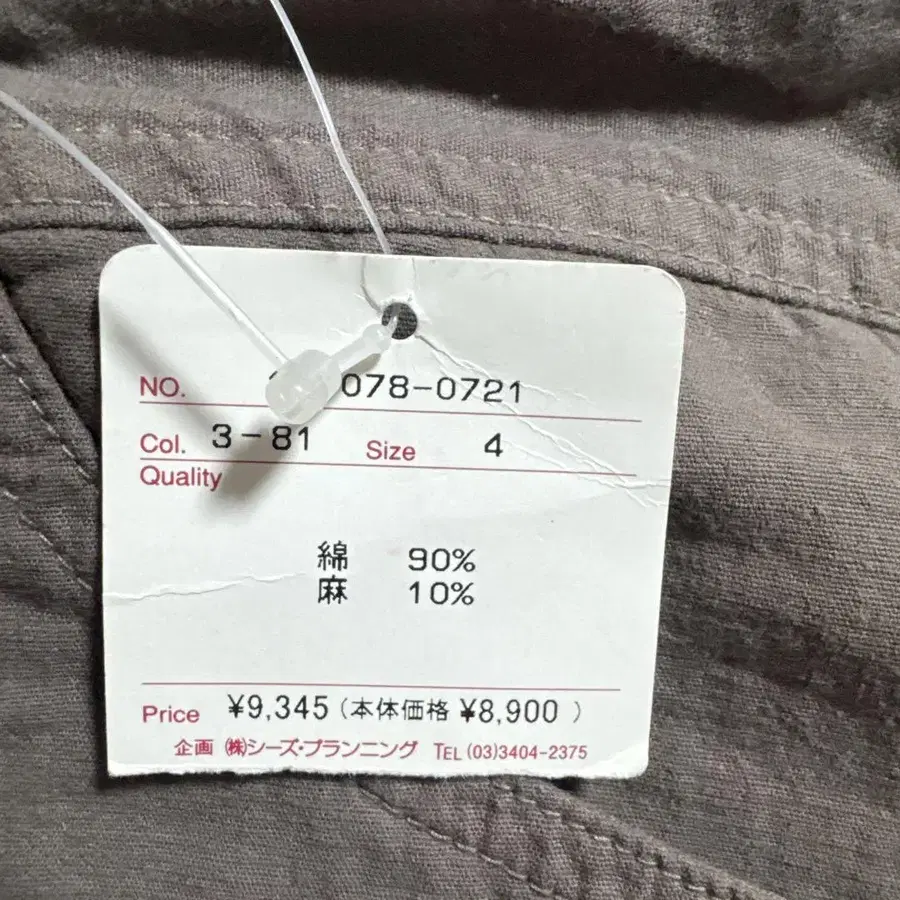 NO. 078-0721
Col. 3-81 Size 4
Quality
綿 90%
麻 10%
Price ¥9,345 (本体価格 ¥8,900 )
企画 ㈱シーズ・プランニング TEL (03)3404-2375